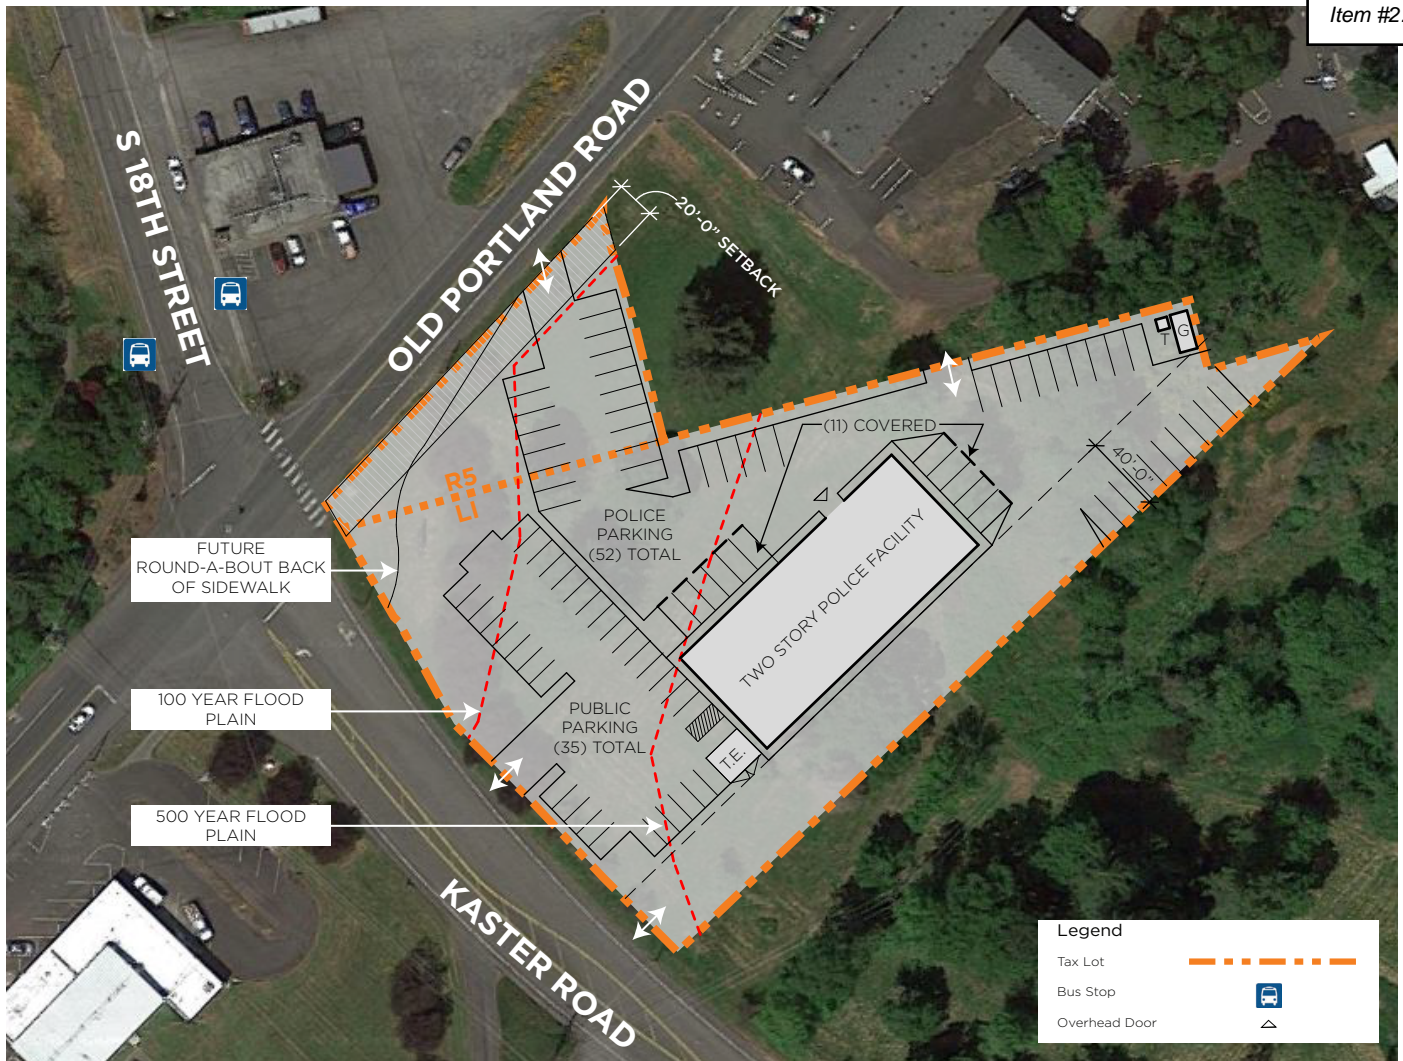 Item #2.
S 18TH STREET
OLD PORTLAND ROAD
20'-0" SETBACK
T
G
(11) COVERED
40'-0"
R5
LI
POLICE
PARKING
(52) TOTAL
TWO STORY POLICE FACILITY
FUTURE
ROUND-A-BOUT BACK
OF SIDEWALK
100 YEAR FLOOD
PLAIN
PUBLIC
PARKING
(35) TOTAL
T.E.
500 YEAR FLOOD
PLAIN
KASTER ROAD
Legend
Tax Lot
Bus Stop
Overhead Door